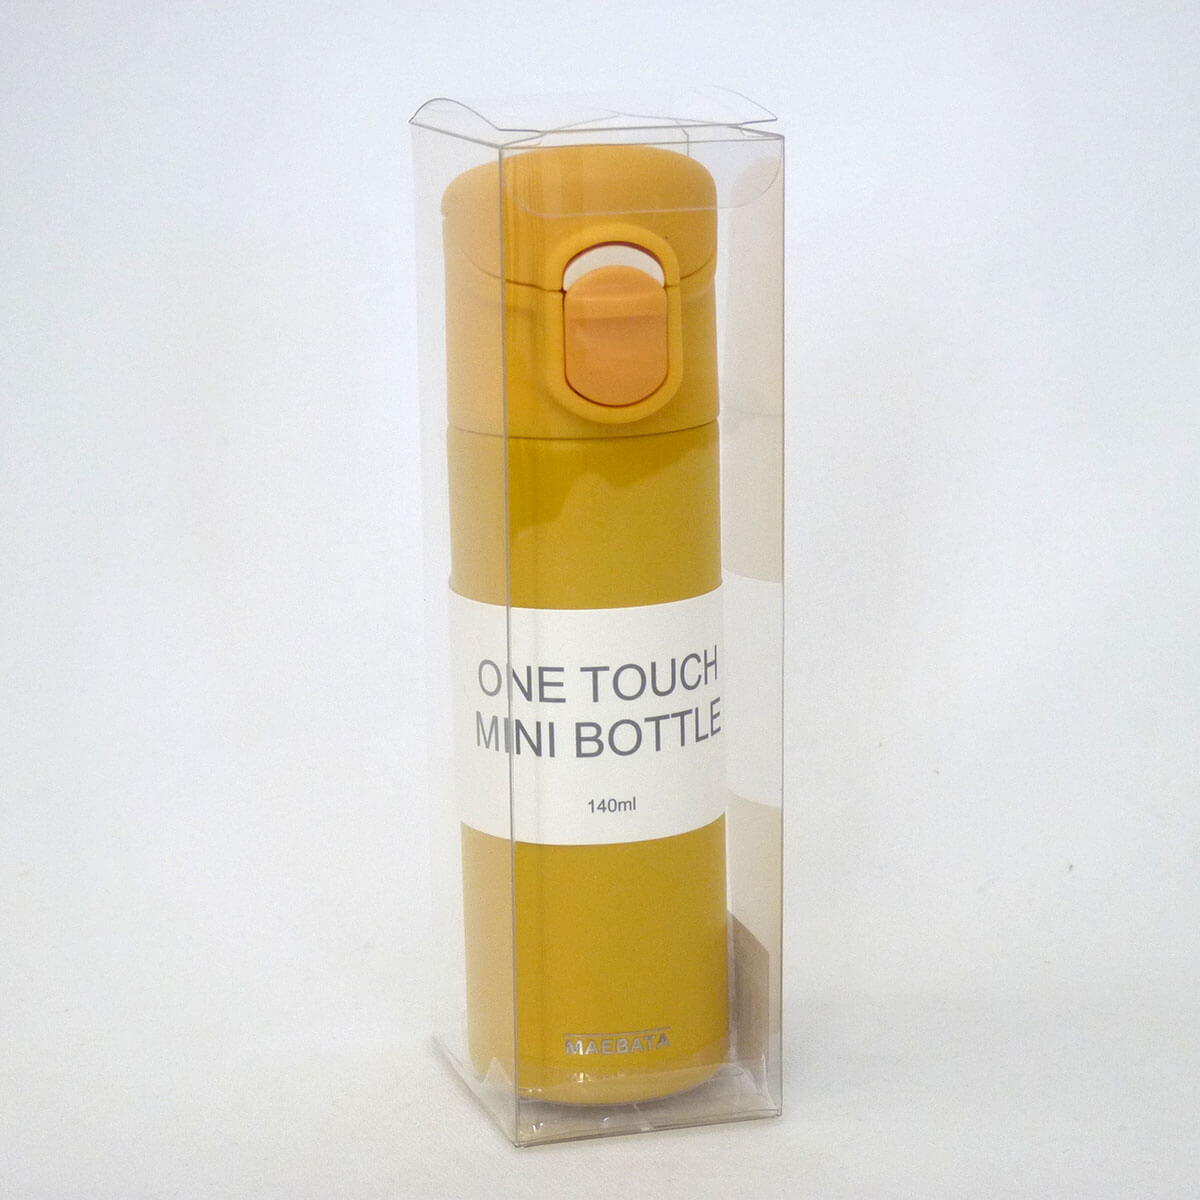 ONE TOUCH
MINI BOTTLE
140ml
MAEBATA